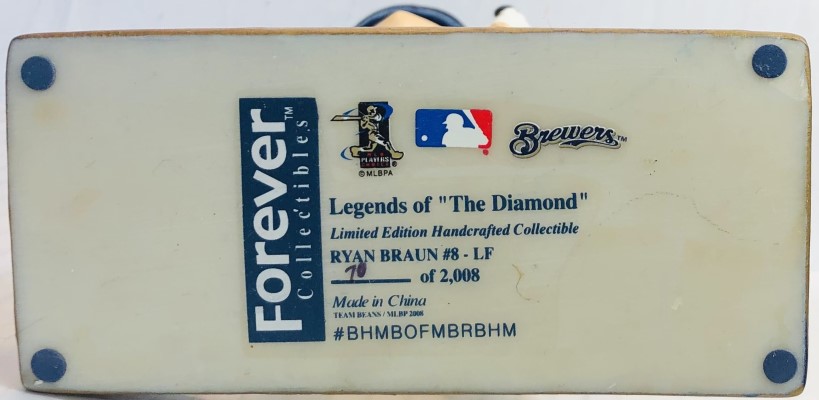 Forever™
Collectibles
MLB
PLAYERS
CHOICE®
©MLBPA
Brewers™
Legends of "The Diamond"
Limited Edition Handcrafted Collectible
RYAN BRAUN #8 - LF
70 of 2,008
Made in China
TEAM BEANS / MLBP 2008
#BHMBOFMBRBHM